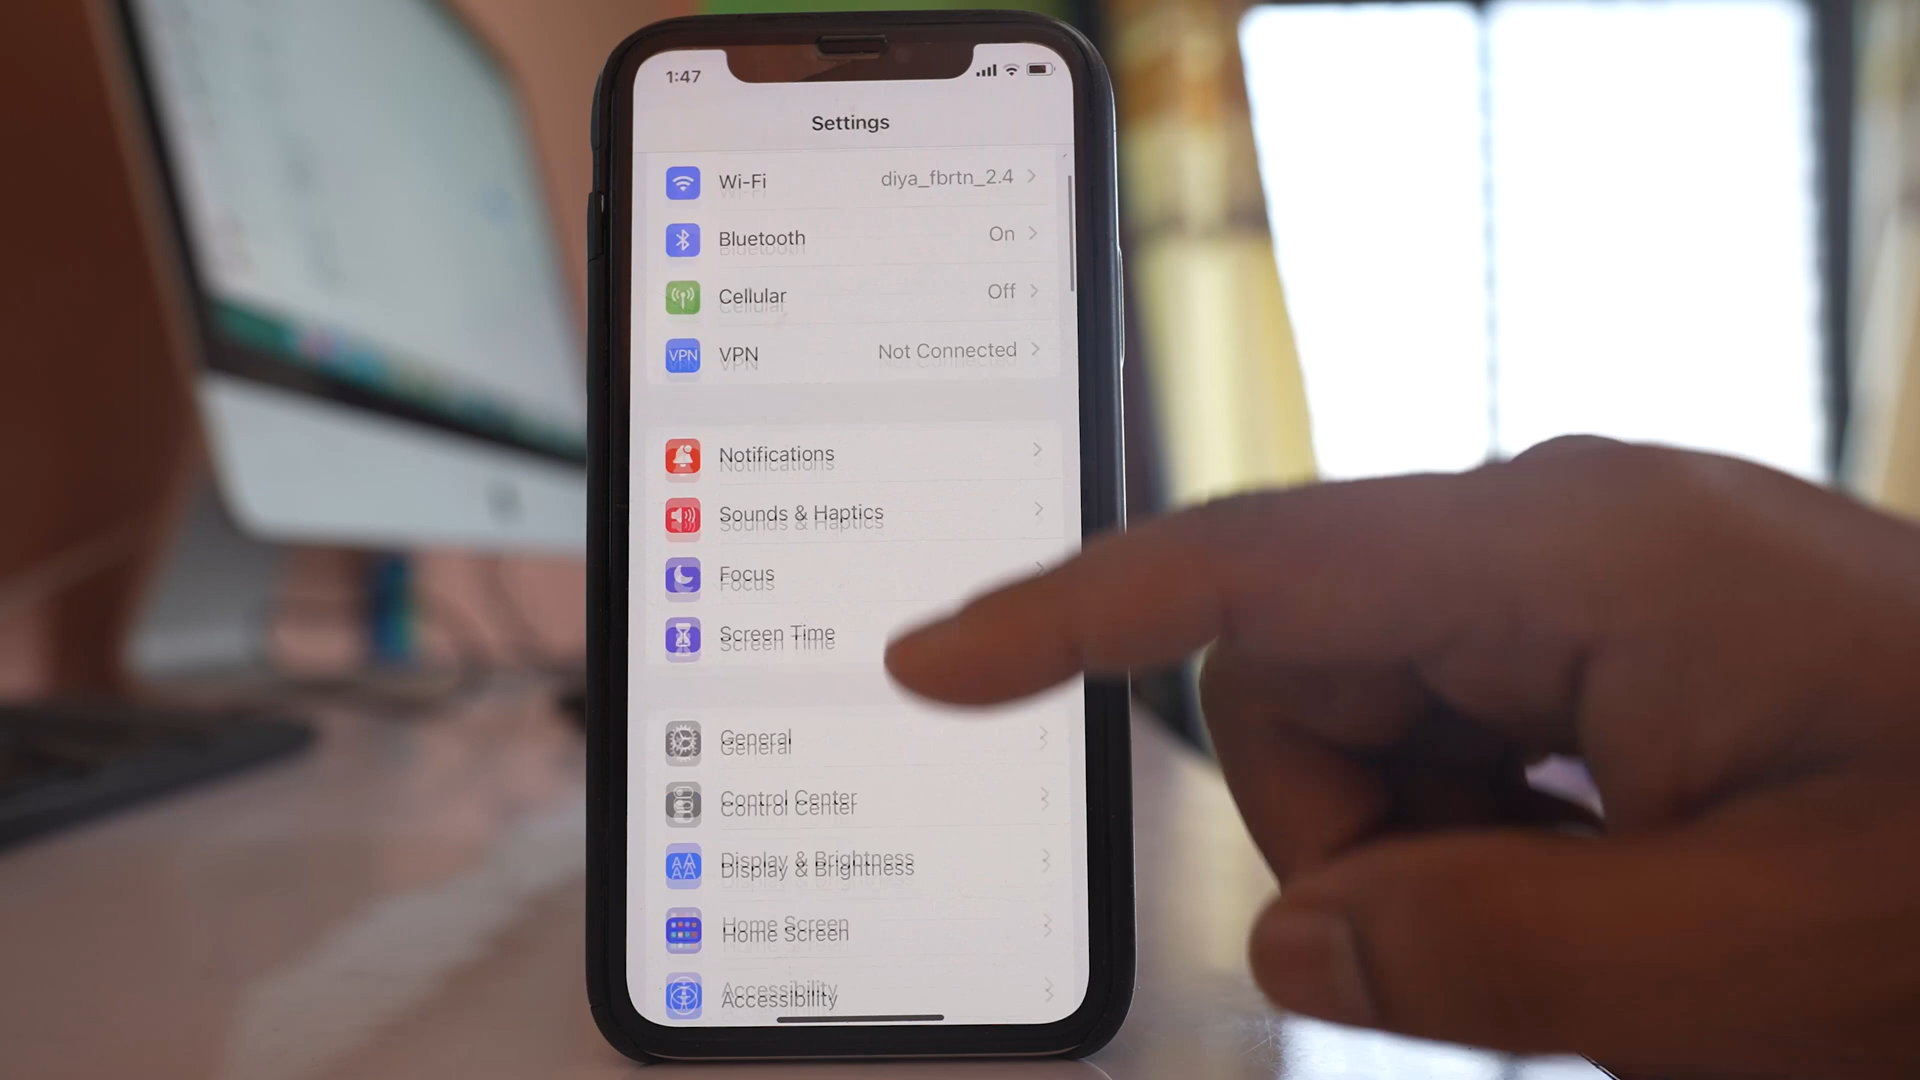 1:47
Settings
Wi-Fi diya_fbrtn_2.4
Bluetooth On
Cellular Off
VPN VPN Not Connected
Notifications
Sounds & Haptics
Focus
Screen Time
General
Control Center
AA Display & Brightness
Home Screen
Accessibility